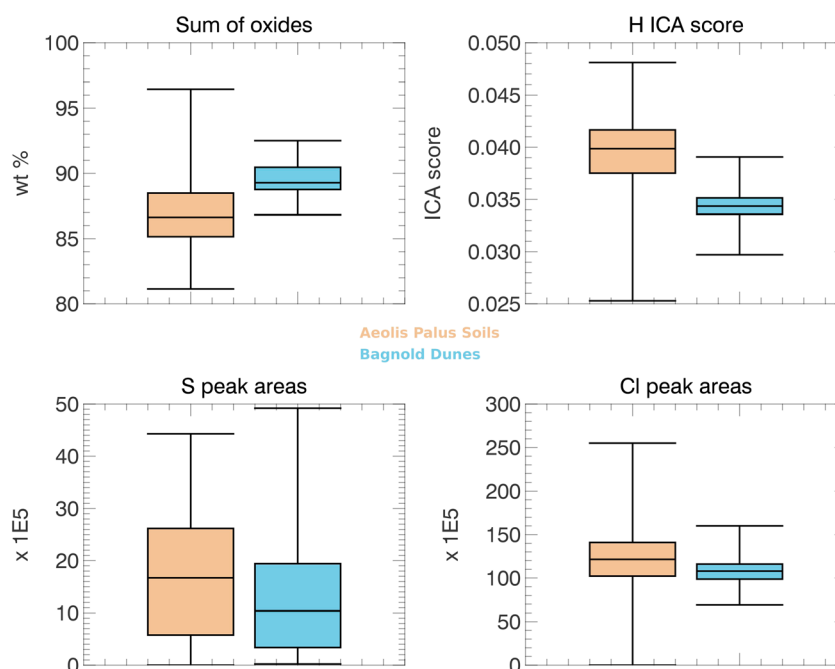 Sum of oxides
H ICA score
wt %
100
95
90
85
80
ICA score
0.050
0.045
0.040
0.035
0.030
0.025
Aeolis Palus Soils
Bagnold Dunes
S peak areas
Cl peak areas
x 1E5
50
40
30
20
10
0
x 1E5
300
250
200
150
100
50
0